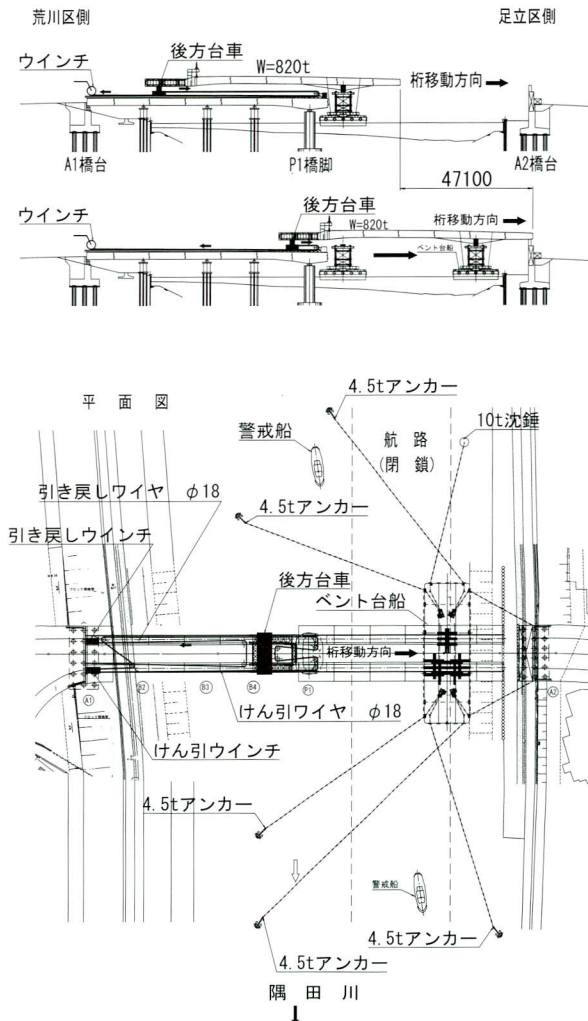 荒川区側
足立区側
後方台車
ウインチ
W=820t
桁移動方向
A1橋台
P1橋脚
A2橋台
47100
後方台車
ウインチ
W=820t
桁移動方向
ベント台船
4.5tアンカー
平面図
10t沈錘
航路
(閉鎖)
警戒船
引き戻しワイヤ φ18
4.5tアンカー
引き戻しウインチ
後方台車
ベント台船
桁移動方向
A1
B3
B4
P1
A2
けん引ワイヤ φ18
けん引ウインチ
4.5tアンカー
警戒船
4.5tアンカー
4.5tアンカー
隅田川